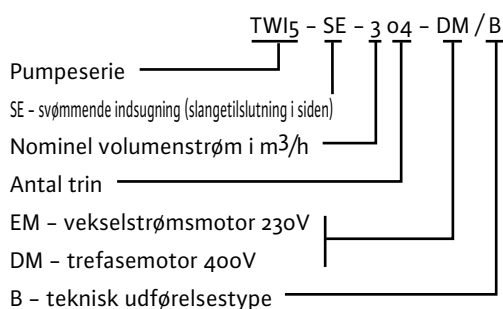 TWI5 - SE - 3 04 - DM / B
Pumpeserie
SE – svømmende indsugning (slangetilslutning i siden)
Nominel volumenstrøm i m3/h
Antal trin
EM – vekselstrømsmotor 230V
DM – trefasemotor 400V
B – teknisk udførelsestype